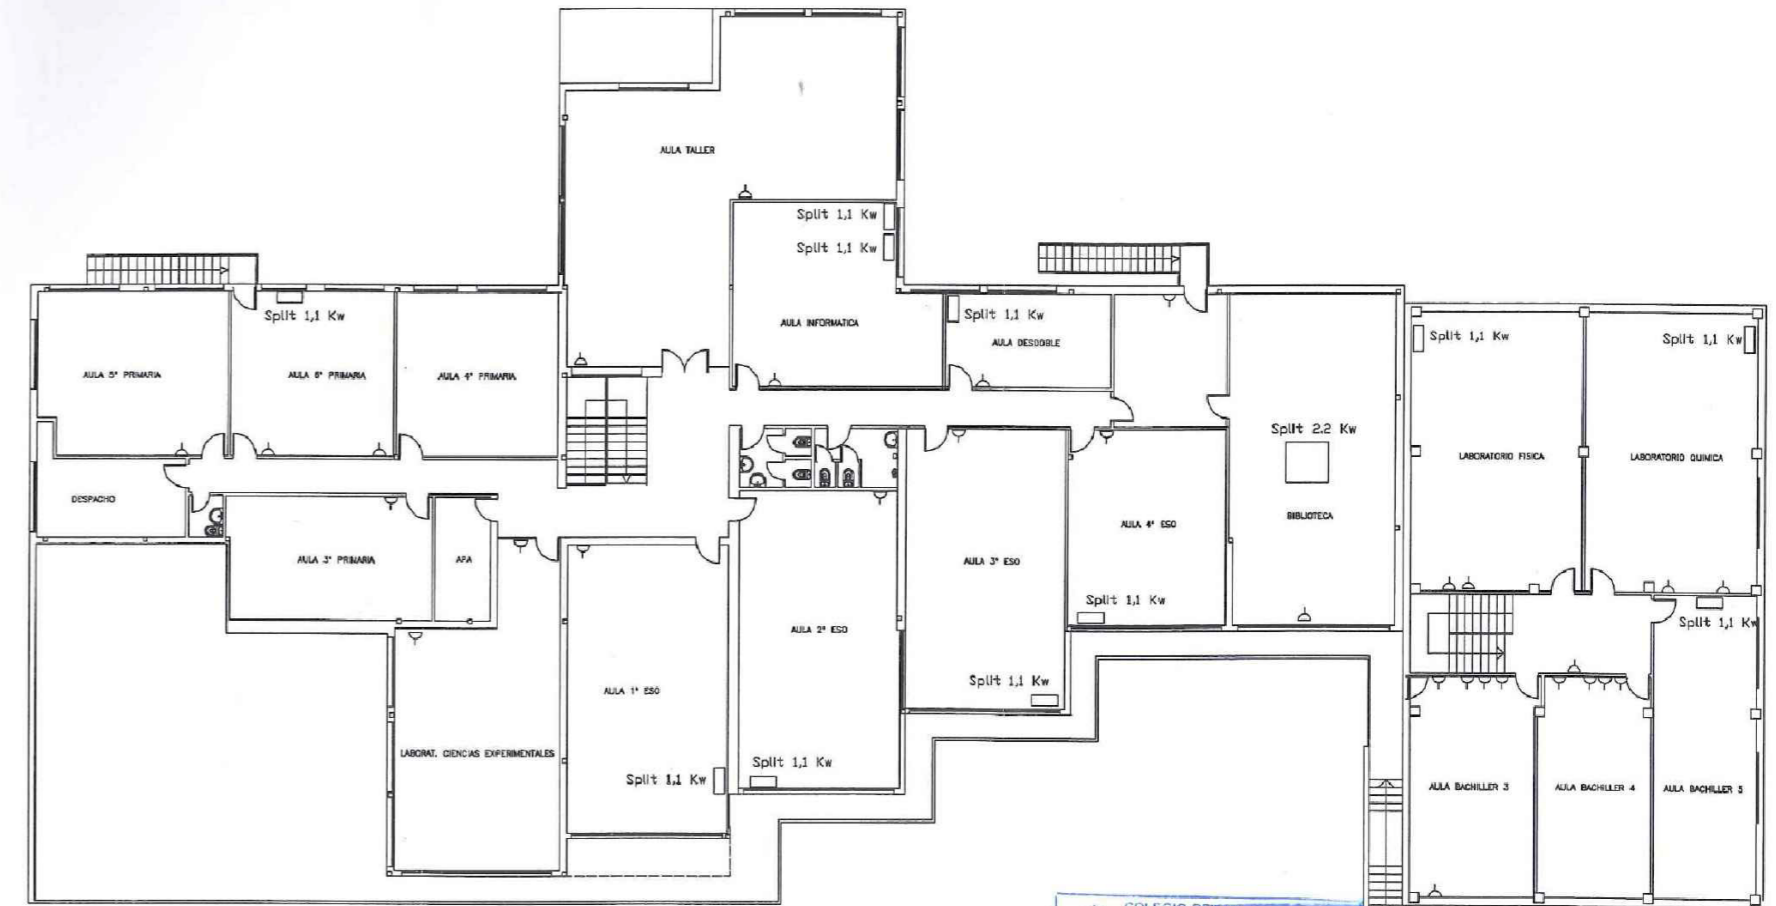 AULA TALLER
Split 1,1 Kw
Split 1,1 Kw
AULA INFORMATICA
Split 1,1 Kw
AULA DESDOBLE
Split 1,1 Kw
AULA 5ª PRIMARIA
AULA 6ª PRIMARIA
AULA 4ª PRIMARIA
Split 1,1 Kw
Split 1,1 Kw
Split 2.2 Kw
LABORATORIO FISICA
LABORATORIO QUIMICA
BIBLIOTECA
DESPACHO
AULA 3ª PRIMARIA
APA
AULA 3ª ESO
AULA 4ª ESO
Split 1,1 Kw
Split 1,1 Kw
AULA 2ª ESO
AULA 1ª ESO
Split 1,1 Kw
LABORAT. CIENCIAS EXPERIMENTALES
Split 1,1 Kw
Split 1,1 Kw
AULA BACHILLER 3
AULA BACHILLER 4
AULA BACHILLER 5
COLEGIO